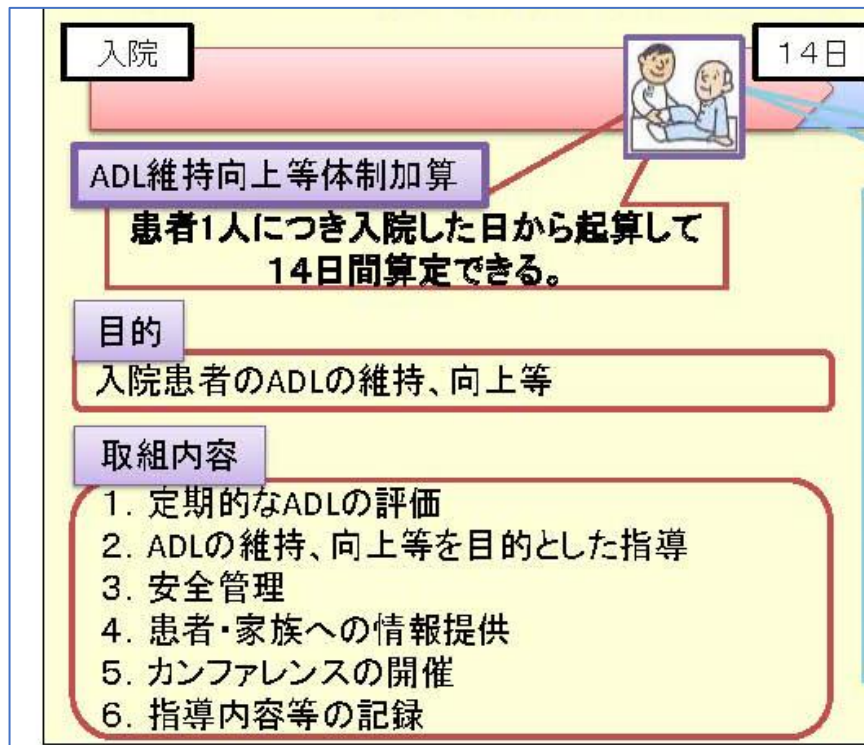 入院
14日
ADL維持向上等体制加算
患者1人につき入院した日から起算して
14日間算定できる。
目的
入院患者のADLの維持、向上等
取組内容
1. 定期的なADLの評価
2. ADLの維持、向上等を目的とした指導
3. 安全管理
4. 患者・家族への情報提供
5. カンファレンスの開催
6. 指導内容等の記録